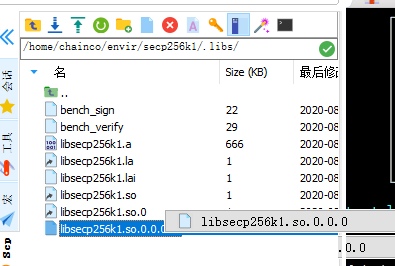 /home/chainco/envir/secp256k1/.libs/
名 Size (KB) 最后修
..
bench_sign 22 2020-08
bench_verify 29 2020-08
libsecp256k1.a 666 2020-08
libsecp256k1.la 1 2020-08
libsecp256k1.lai 1 2020-08
libsecp256k1.so 1 2020-08
libsecp256k1.so.0 1 2020-08
libsecp256k1.so.0.0.0
libsecp256k1.so.0.0.0
.0.0
会话
工具
宏
Scp